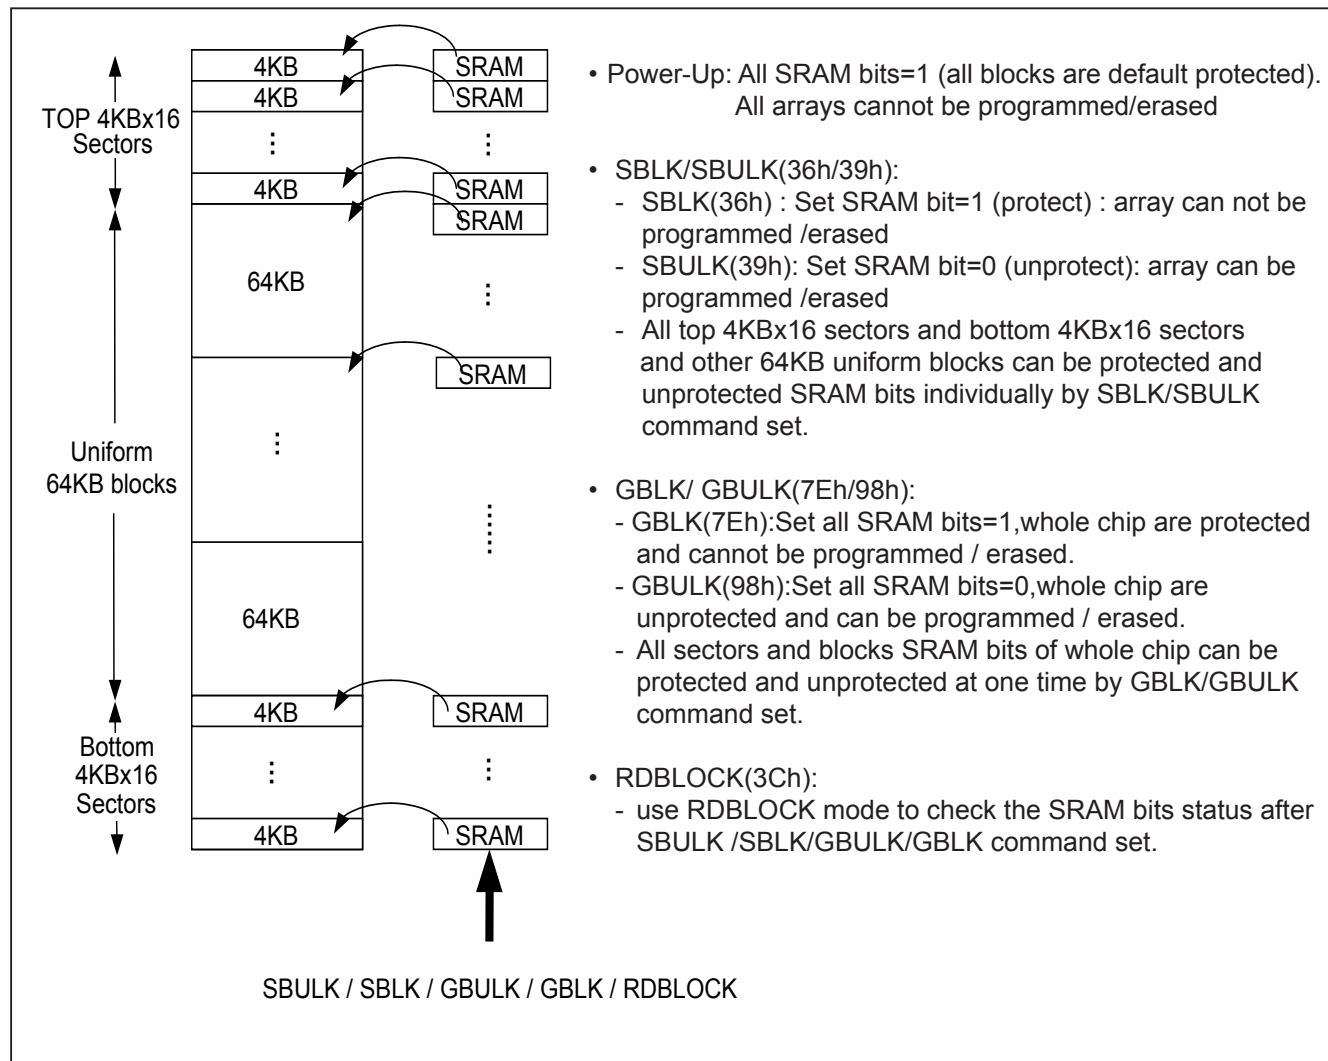 4KB
SRAM
4KB
SRAM
TOP 4KBx16
Sectors
4KB
SRAM
SRAM
64KB
SRAM
Uniform
64KB blocks
64KB
4KB
SRAM
Bottom
4KBx16
Sectors
4KB
SRAM
SBULK / SBLK / GBULK / GBLK / RDBLOCK
• Power-Up: All SRAM bits=1 (all blocks are default protected).
All arrays cannot be programmed/erased
• SBLK/SBULK(36h/39h):
- SBLK(36h) : Set SRAM bit=1 (protect) : array can not be
programmed /erased
- SBULK(39h): Set SRAM bit=0 (unprotect): array can be
programmed /erased
- All top 4KBx16 sectors and bottom 4KBx16 sectors
and other 64KB uniform blocks can be protected and
unprotected SRAM bits individually by SBLK/SBULK
command set.
• GBLK/ GBULK(7Eh/98h):
- GBLK(7Eh):Set all SRAM bits=1,whole chip are protected
and cannot be programmed / erased.
- GBULK(98h):Set all SRAM bits=0,whole chip are
unprotected and can be programmed / erased.
- All sectors and blocks SRAM bits of whole chip can be
protected and unprotected at one time by GBLK/GBULK
command set.
• RDBLOCK(3Ch):
- use RDBLOCK mode to check the SRAM bits status after
SBULK /SBLK/GBULK/GBLK command set.